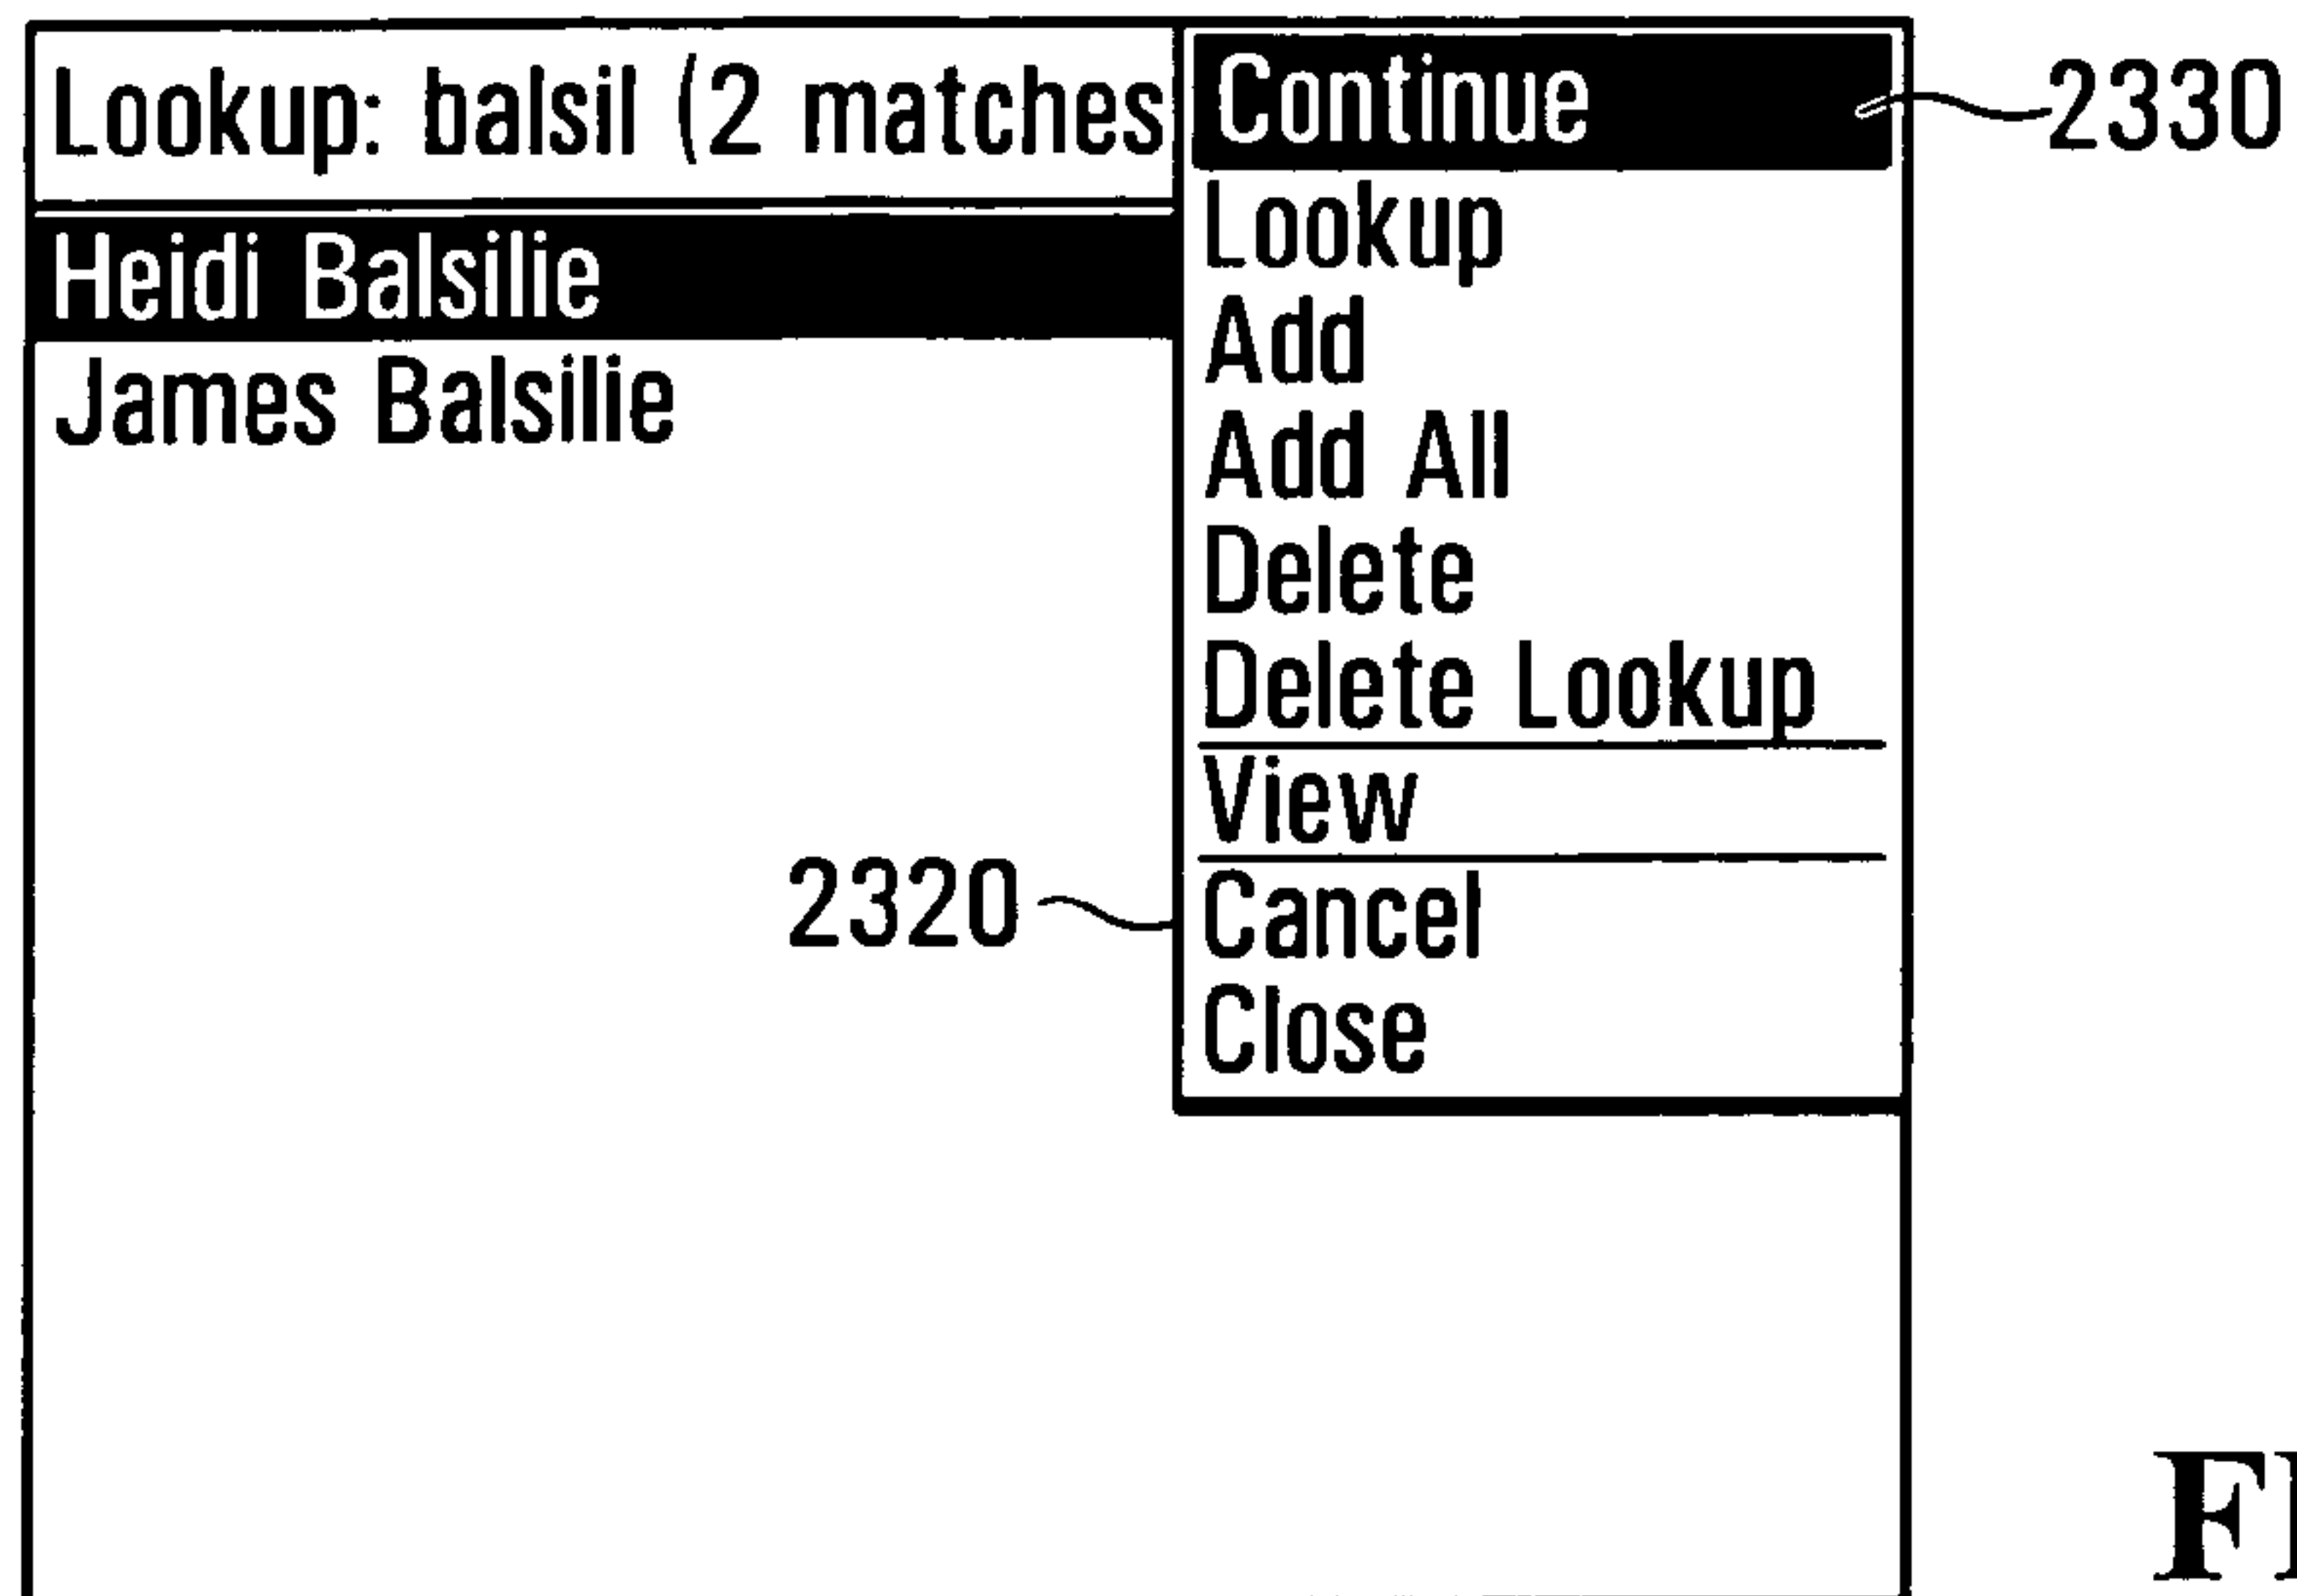 Lookup: balsil (2 matches
Heidi Balsilie
James Balsilie
Continue
Lookup
Add
Add All
Delete
Delete Lookup
View
Cancel
Close
2330
2320